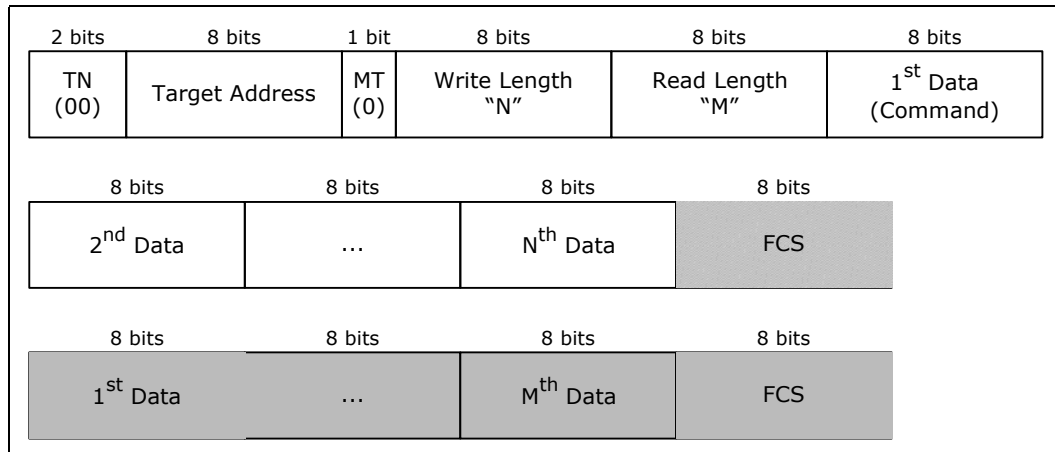 2 bits 8 bits 1 bit 8 bits 8 bits 8 bits
TN (00) Target Address MT (0) Write Length “N” Read Length “M” 1st Data (Command)
8 bits 8 bits 8 bits 8 bits
2nd Data ... Nth Data FCS
8 bits 8 bits 8 bits 8 bits
1st Data ... Mth Data FCS